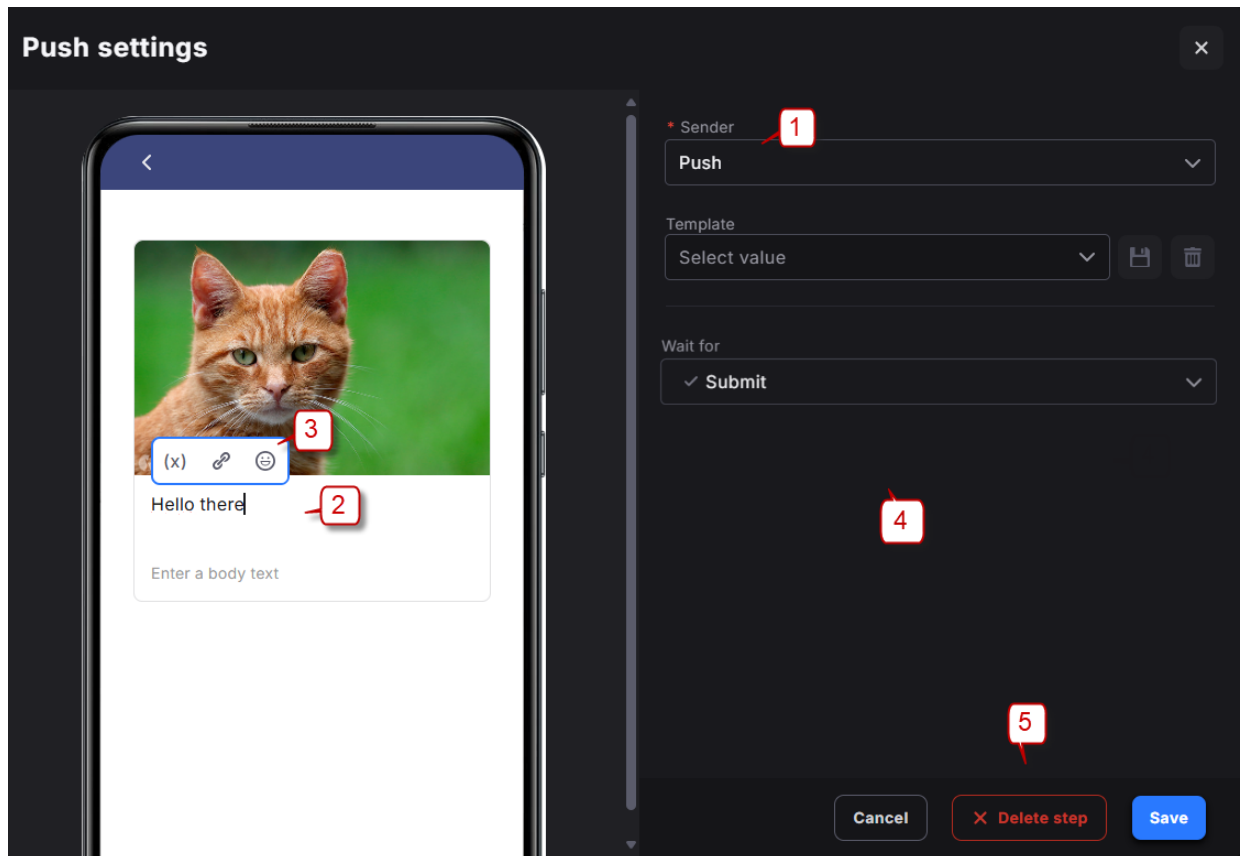 Push settings
* Sender
1
Push
Template
Select value
Wait for
Submit
3
(x)
Hello there
2
Enter a body text
4
5
Cancel
Delete step
Save